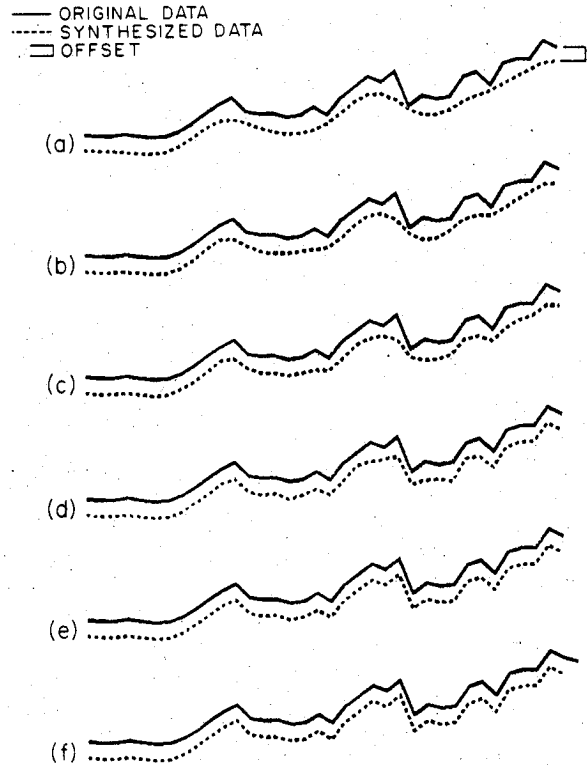 ORIGINAL DATA
SYNTHESIZED DATA
OFFSET
(a)
(b)
(c)
(d)
(e)
(f)